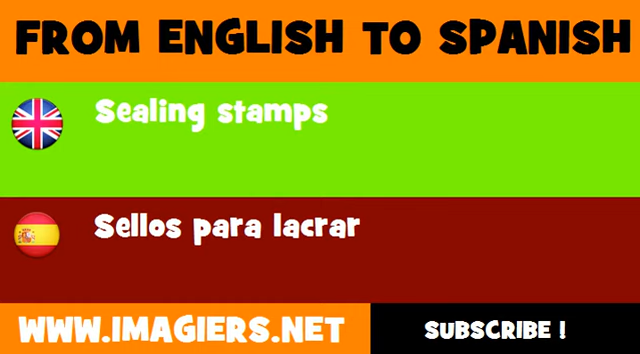 FROM ENGLISH TO SPANISH
Sealing stamps
Sellos para lacrar
WWW.IMAGIERS.NET
SUBSCRIBE !